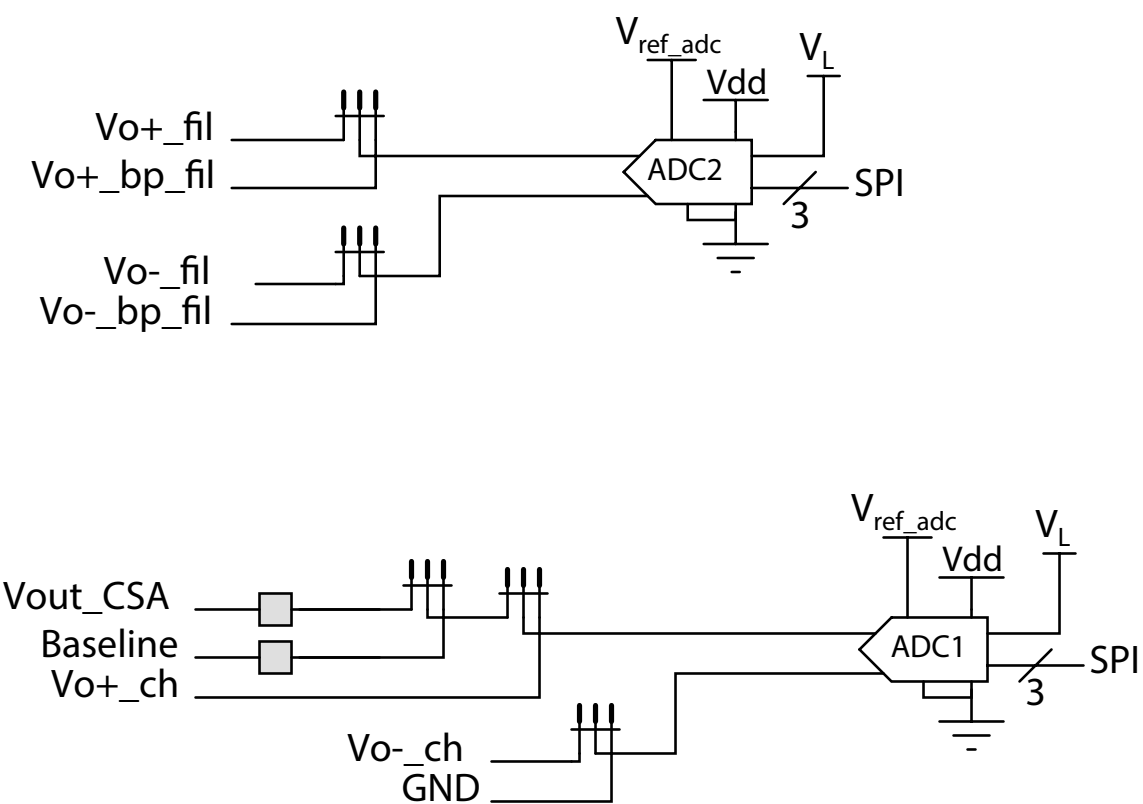 V_ref_adc
V_L
Vdd
Vo+_fil
ADC2
Vo+_bp_fil
SPI
3
Vo-_fil
Vo-_bp_fil
V_ref_adc
V_L
Vdd
Vout_CSA
Baseline
ADC1
SPI
Vo+_ch
3
Vo-_ch
GND